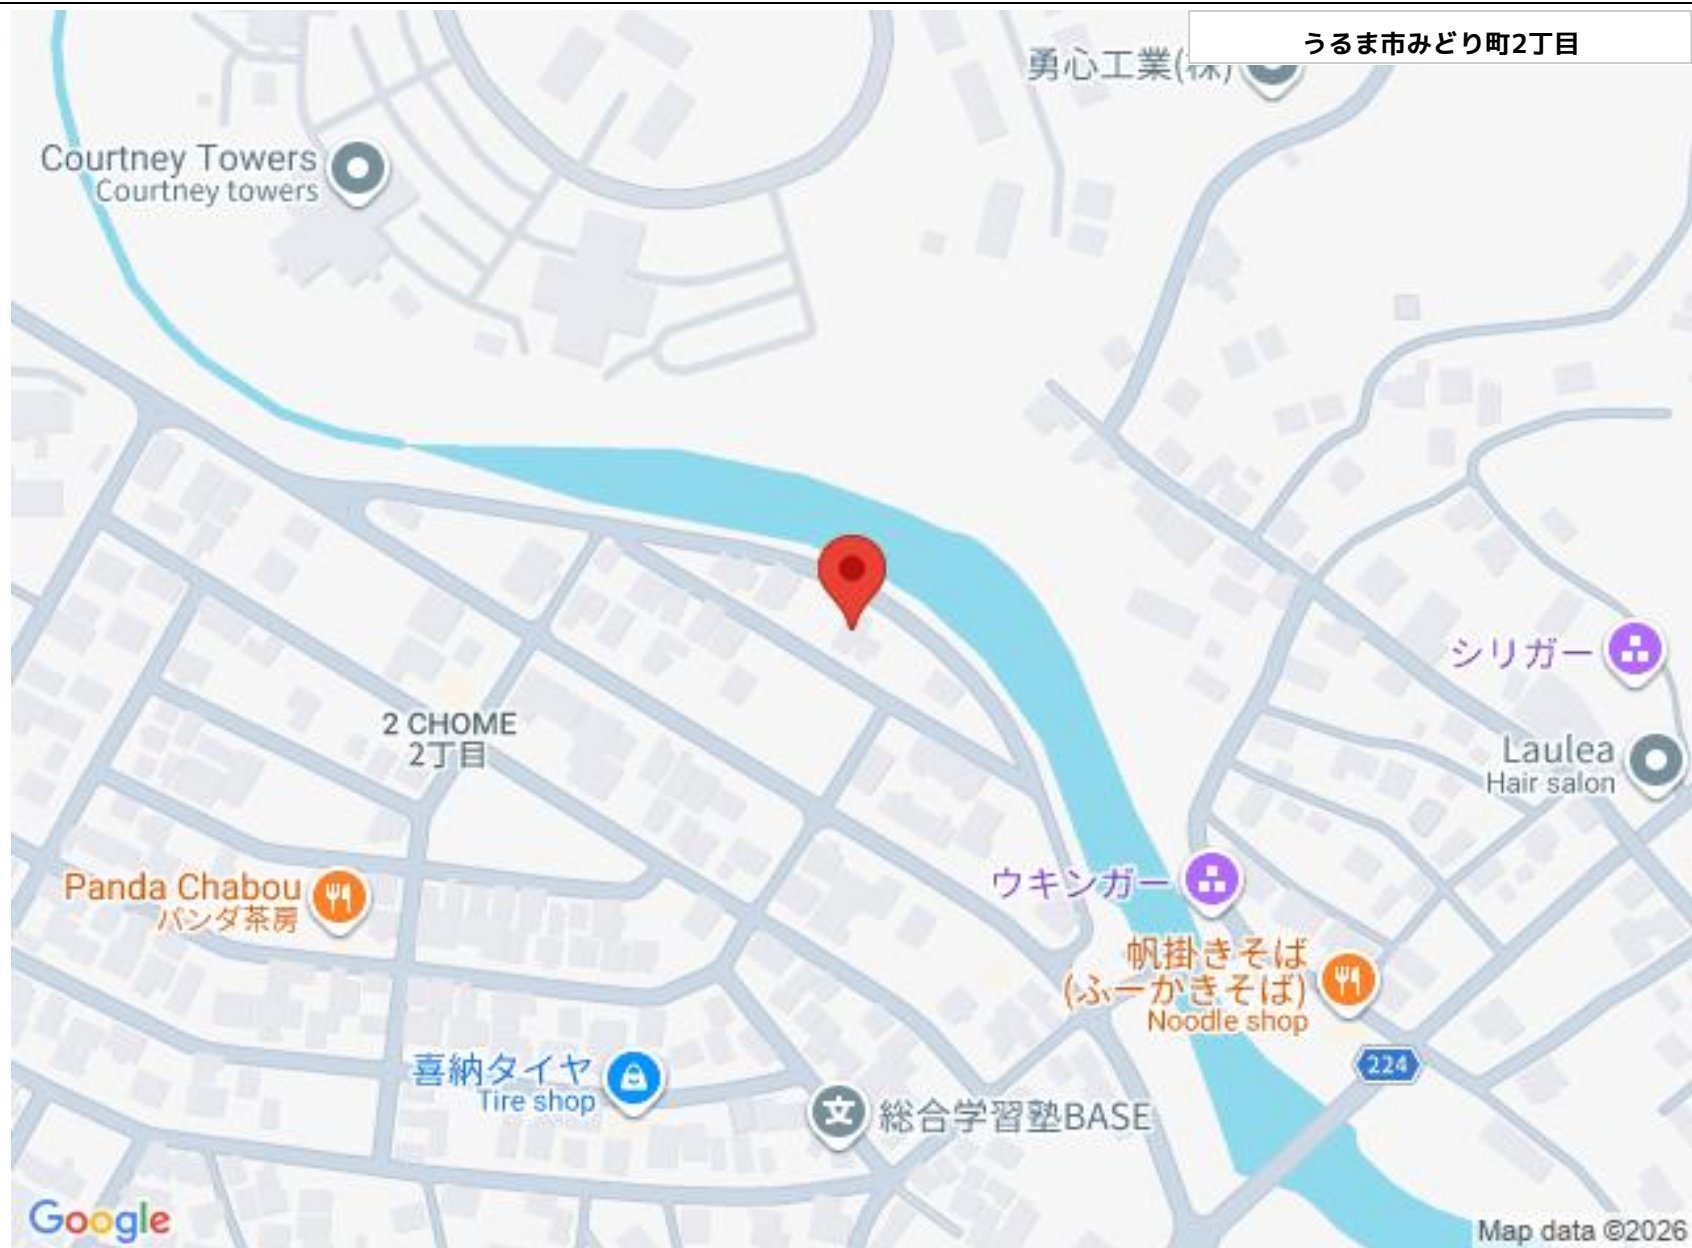 うるま市みどり町2丁目
勇心工業(株)
Courtney Towers
Courtney towers
シリガー
2 CHOME
2丁目
Laulea
Hair salon
Panda Chabou
パンダ茶房
ウキンガー
帆掛きそば
(ふーかきそば)
Noodle shop
224
喜納タイヤ
Tire shop
文
総合学習塾BASE
Google
Map data ©2026